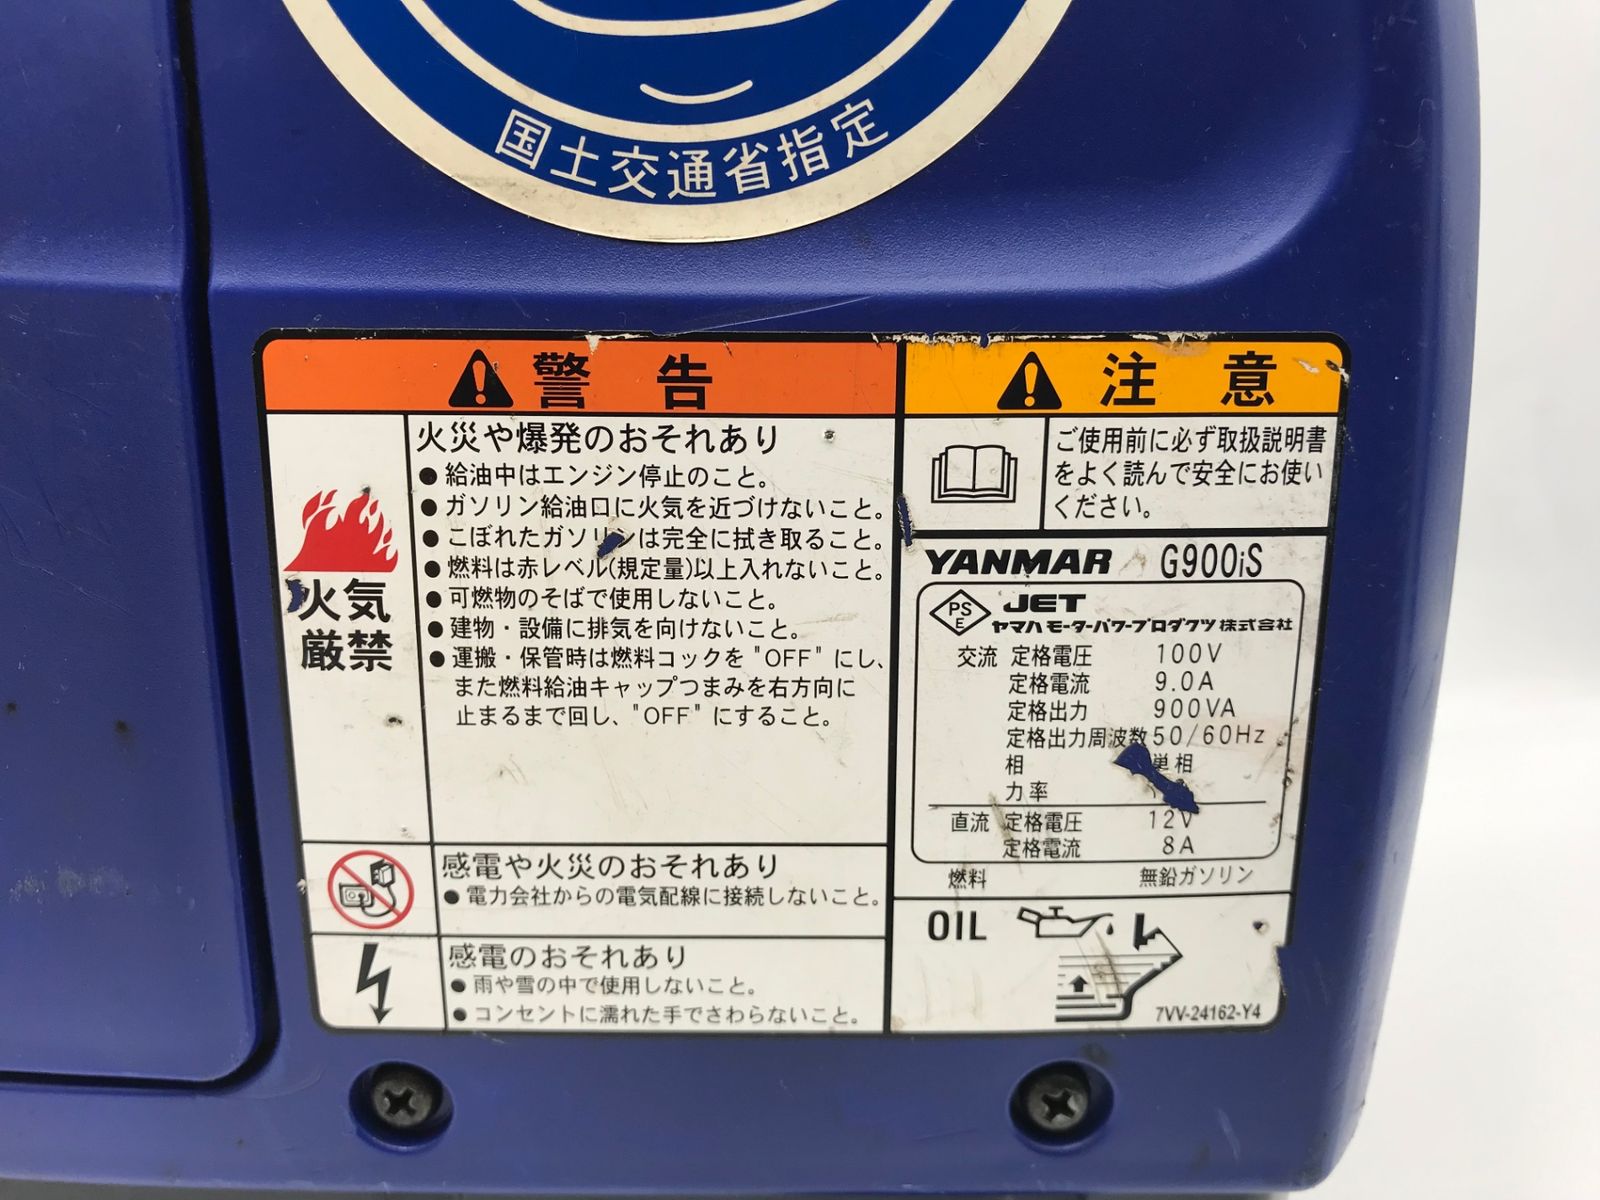 国土交通省指定
警告
火災や爆発のおそれあり
● 給油中はエンジン停止のこと。
● ガソリン給油口に火気を近づけないこと。
● こぼれたガソリンは完全に拭き取ること。
● 燃料は赤レベル(規定量)以上入れないこと。
● 可燃物のそばで使用しないこと。
● 建物・設備に排気を向けないこと。
● 運搬・保管時は燃料コックを "OFF" にし、
また燃料給油キャップつまみを右方向に
止まるまで回し、"OFF" にすること。
火気
厳禁
感電や火災のおそれあり
● 電力会社からの電気配線に接続しないこと。
感電のおそれあり
● 雨や雪の中で使用しないこと。
● コンセントに濡れた手でさわらないこと。
注意
ご使用前に必ず取扱説明書
をよく読んで安全にお使い
ください。
YANMAR G900iS
PS
E
JET
ヤマハモーターパワープロダクツ株式会社
交流 定格電圧 100V
定格電流 9.0A
定格出力 900VA
定格出力周波数 50/60Hz
相 単相
力率
直流 定格電圧 12V
定格電流 8A
燃料 無鉛ガソリン
OIL
7VV-24162-Y4